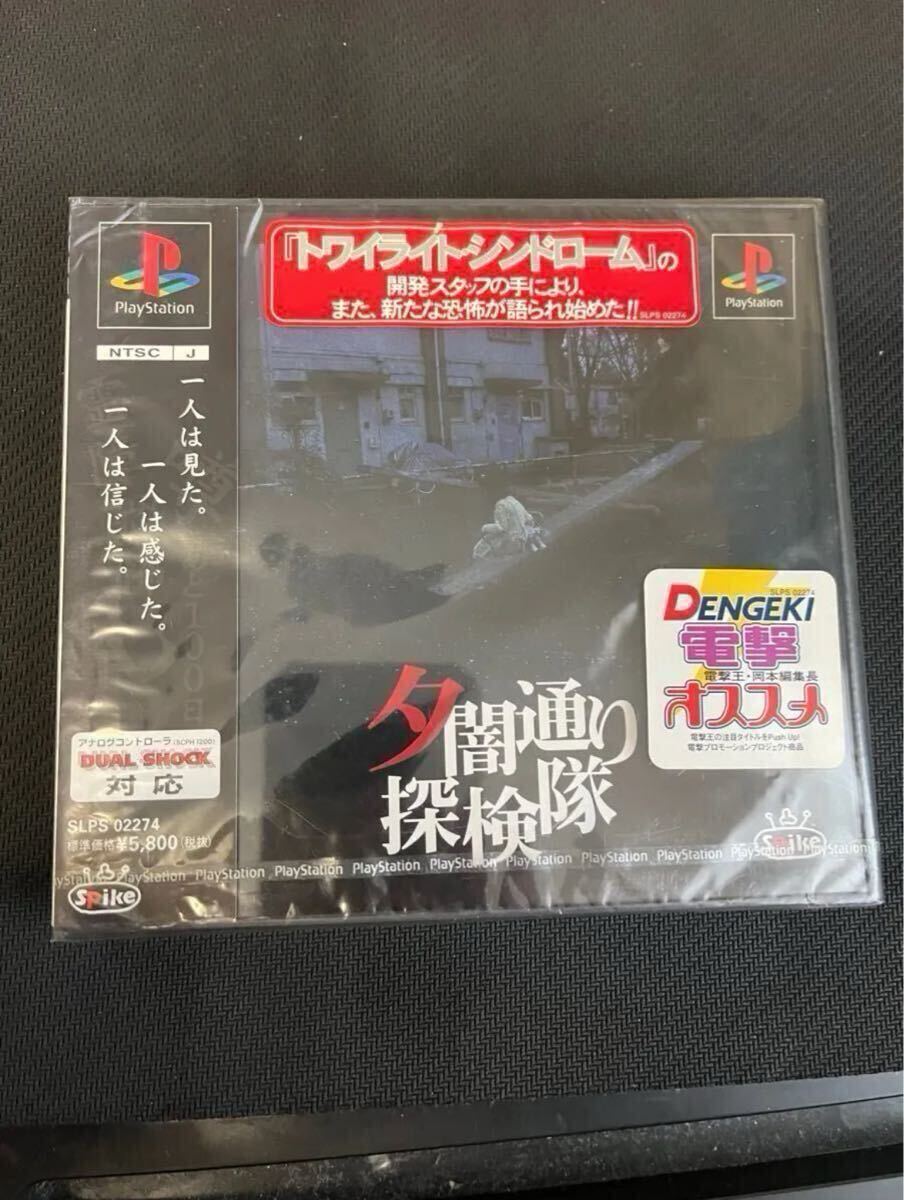 PlayStation
NTSC J
一人は見た。
一人は感じた。
一人は信じた。
アナログコントローラ(SCPH 1200)
DUAL SHOCK
対応
SLPS 02274
標準価格¥5,800(税抜)
Spike
『トワイライトシンドローム』の
開発スタッフの手により、
また、新たな恐怖が語られ始めた!!
SLPS 02274
PlayStation
SLPS 02274
DENGEKI
電撃
電撃王・岡本編集長
オススメ
電撃王の注目タイトルをPush Up!
電撃プロモーションプロジェクト商品
夕闇通り
探検隊
Spike
PlayStation PlayStation PlayStation PlayStation PlayStation PlayStation PlayStation PlayStation